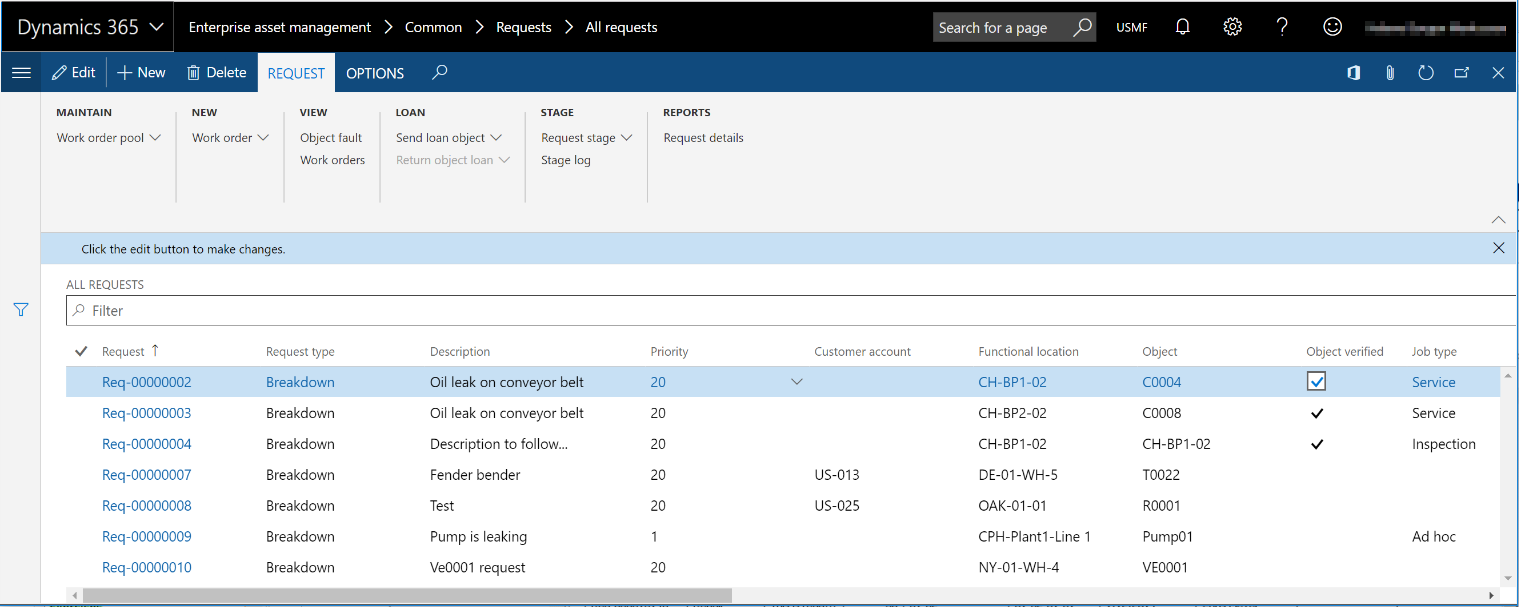 Dynamics 365 Enterprise asset management Common Requests All requests Search for a page USMF
Edit New Delete REQUEST OPTIONS
MAINTAIN NEW VIEW LOAN STAGE REPORTS
Work order pool Work order Object fault Send loan object Request stage Request details
Work orders Return object loan Stage log
Click the edit button to make changes.
ALL REQUESTS
Filter
Request Request type Description Priority Customer account Functional location Object Object verified Job type
Req-00000002 Breakdown Oil leak on conveyor belt 20 CH-BP1-02 C0004 Service
Req-00000003 Breakdown Oil leak on conveyor belt 20 CH-BP2-02 C0008 Service
Req-00000004 Breakdown Description to follow... 20 CH-BP1-02 CH-BP1-02 Inspection
Req-00000007 Breakdown Fender bender 20 US-013 DE-01-WH-5 T0022
Req-00000008 Breakdown Test 20 US-025 OAK-01-01 R0001
Req-00000009 Breakdown Pump is leaking 1 CPH-Plant1-Line 1 Pump01 Ad hoc
Req-00000010 Breakdown Ve0001 request 20 NY-01-WH-4 VE0001